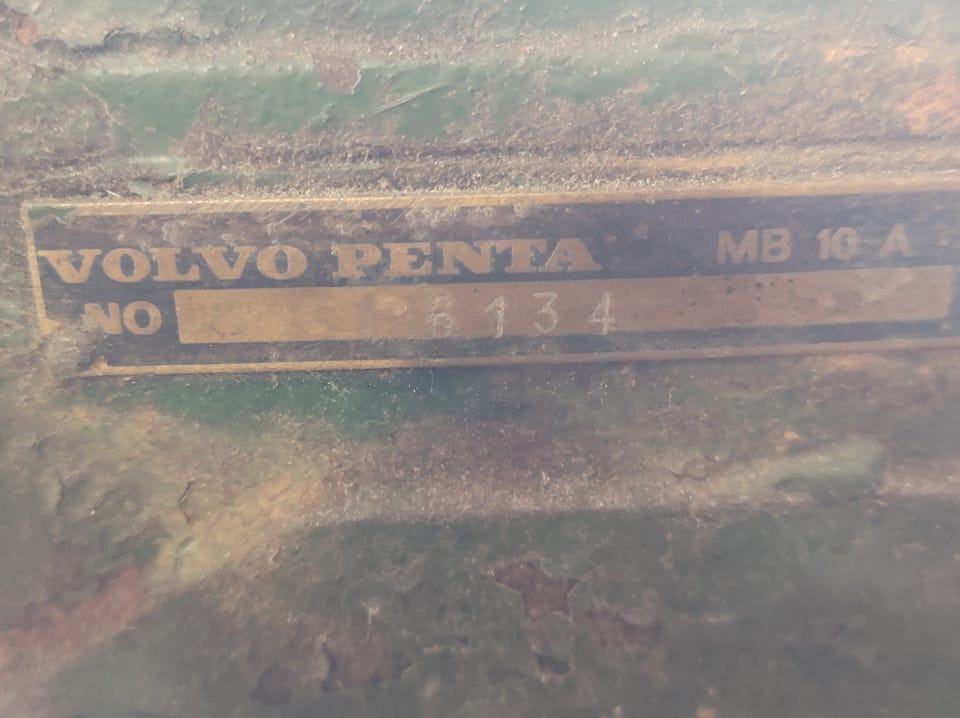 VOLVO PENTA MB 10 A
NO 6134